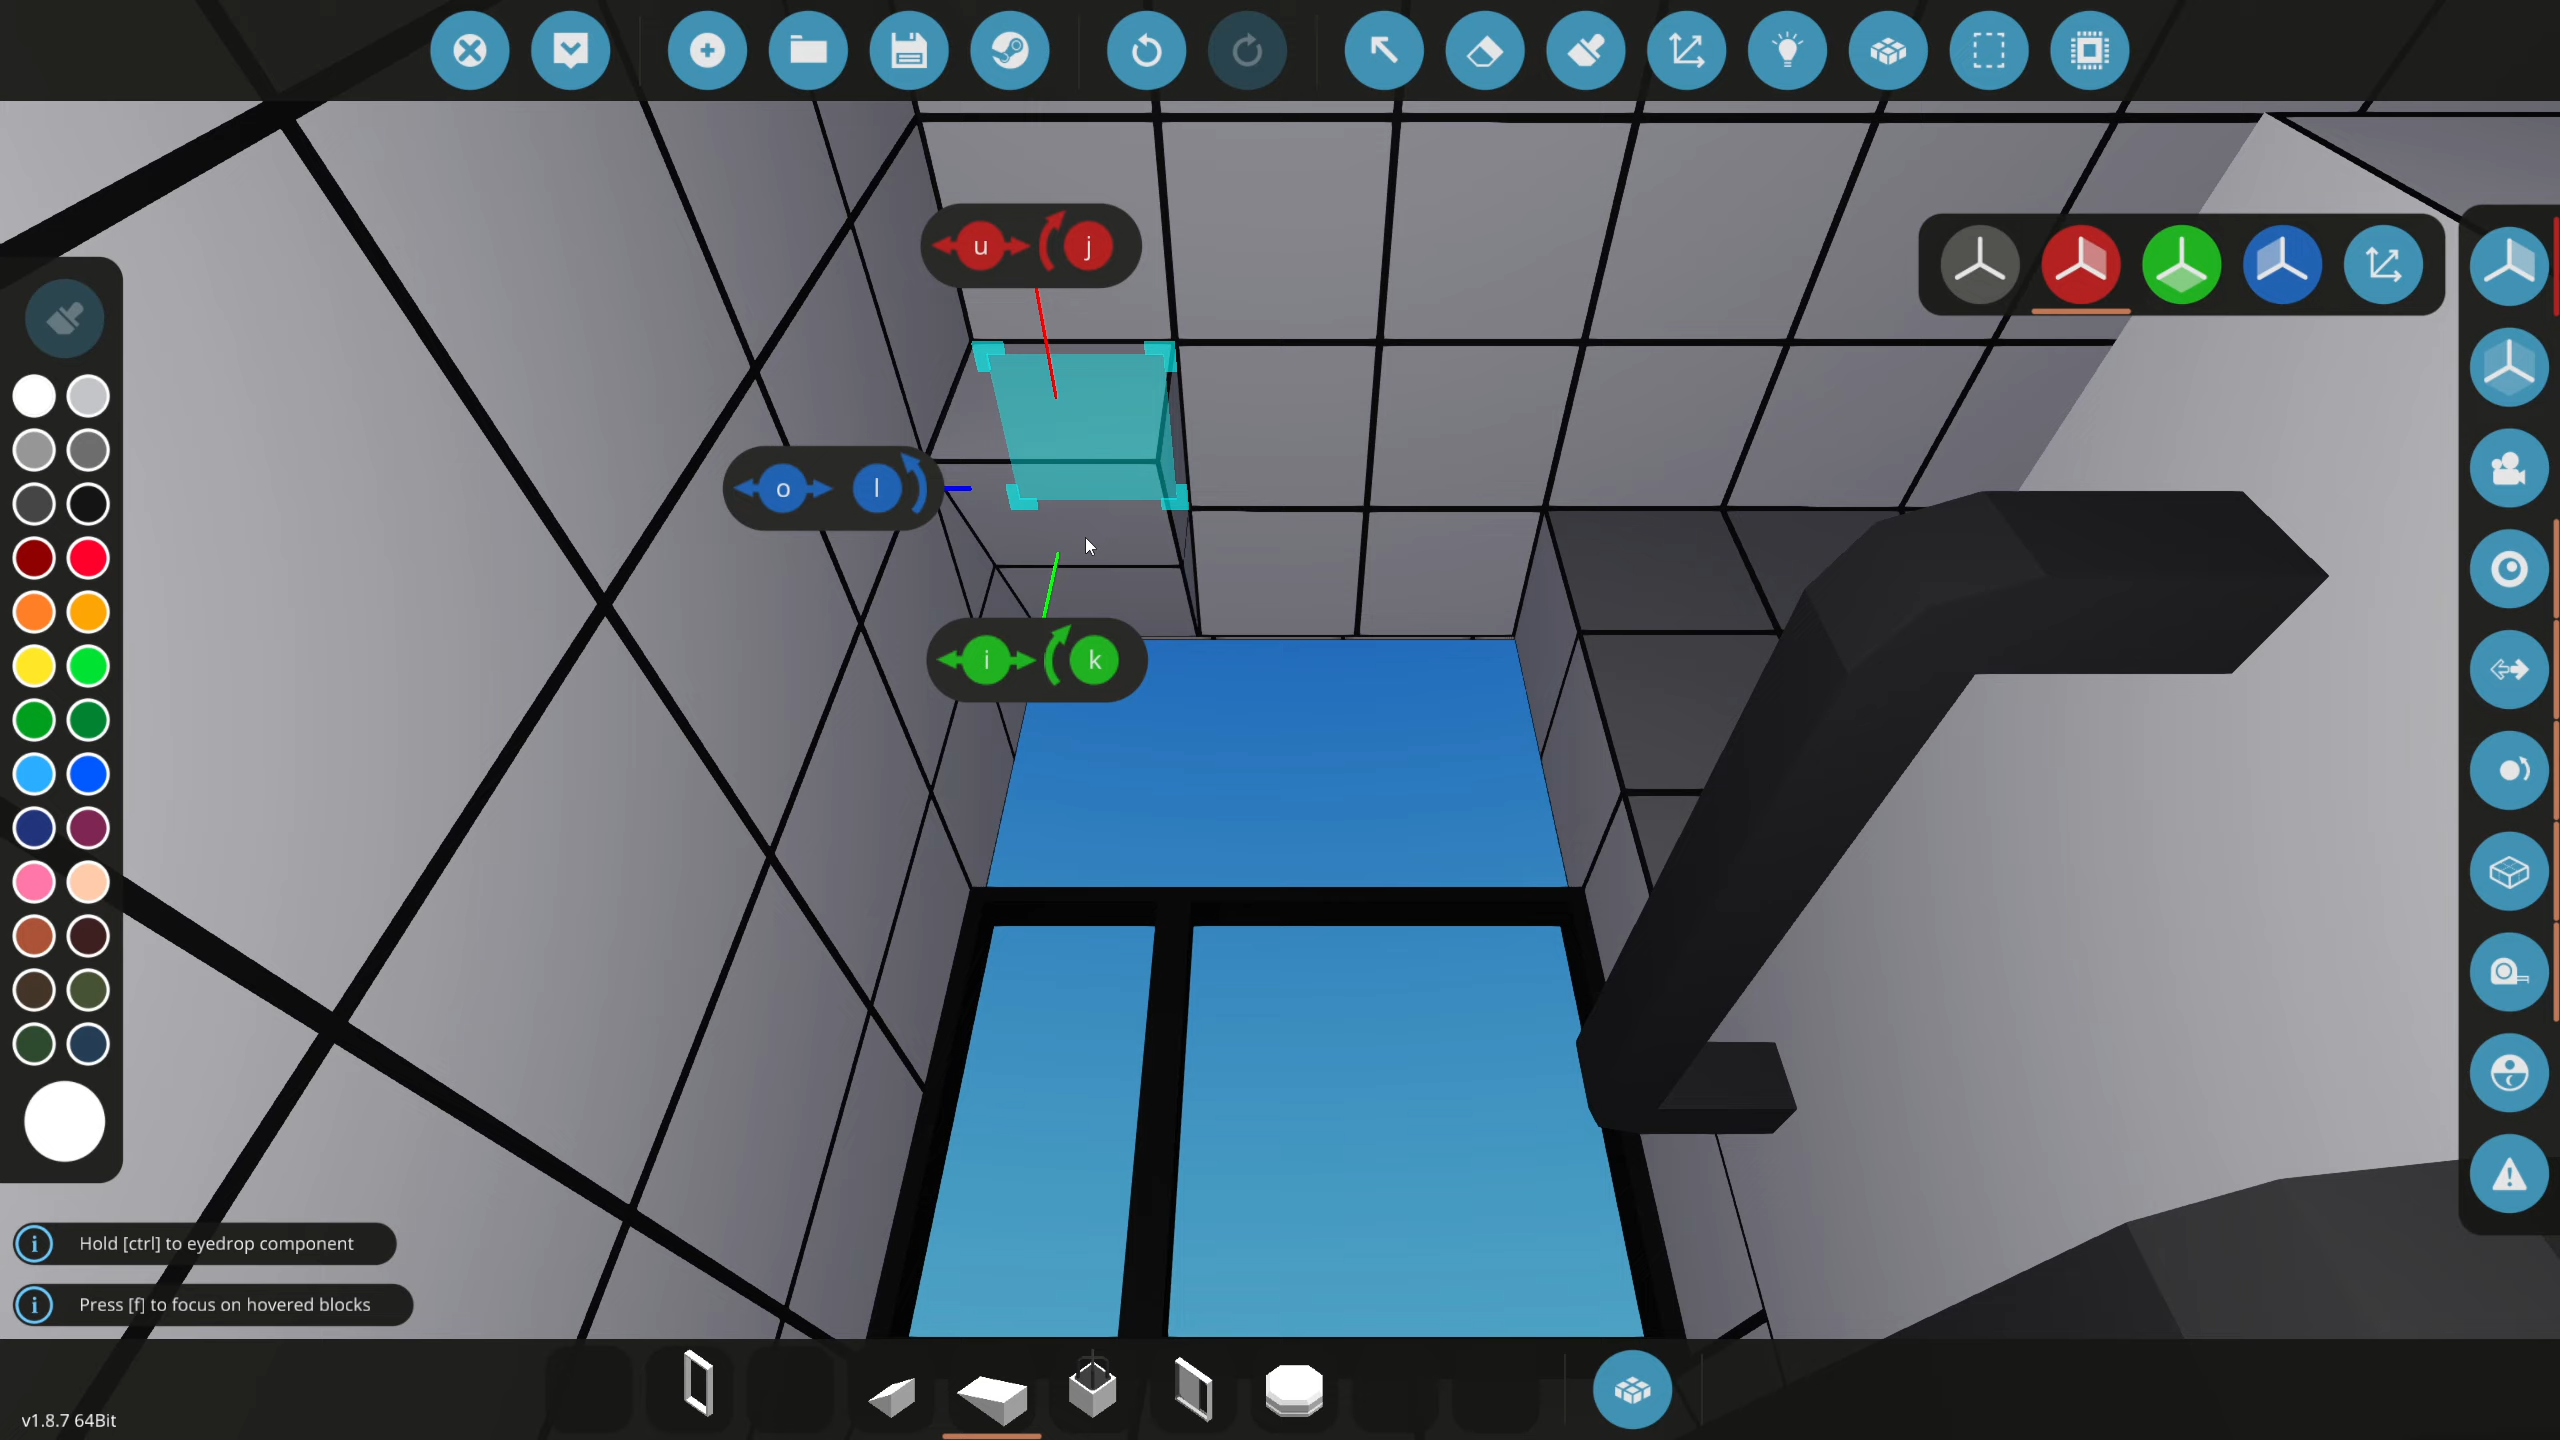 u j
o l
i k
Hold [ctrl] to eyedrop component
Press [f] to focus on hovered blocks
v1.8.7 64Bit